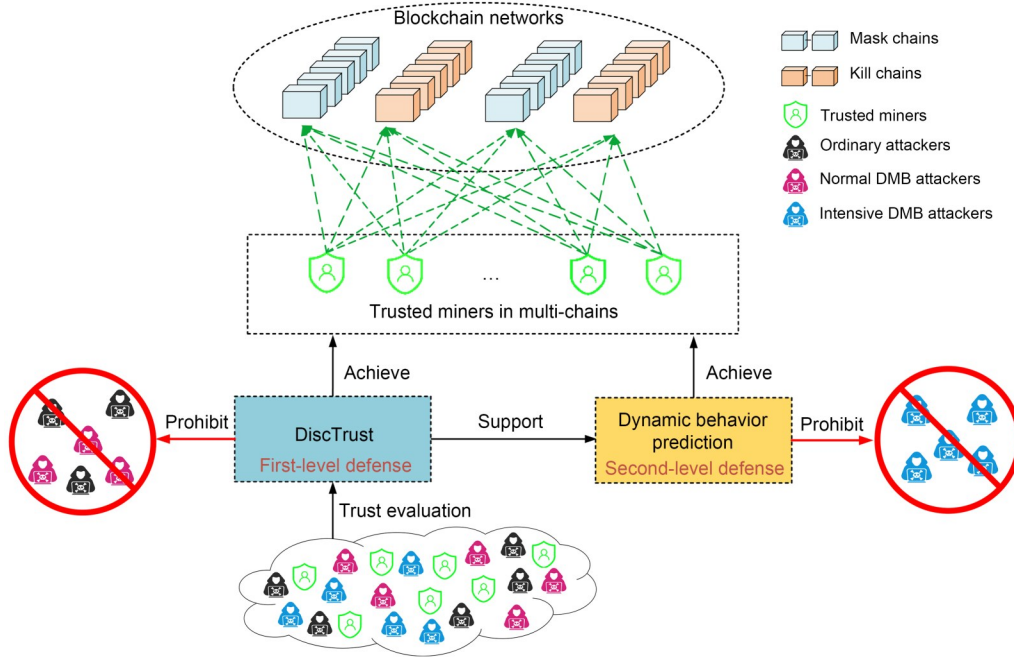 Blockchain networks
Mask chains
Kill chains
Trusted miners
Ordinary attackers
Normal DMB attackers
Intensive DMB attackers
...
Trusted miners in multi-chains
Achieve
Achieve
Prohibit
DiscTrust
First-level defense
Support
Dynamic behavior
prediction
Second-level defense
Prohibit
Trust evaluation